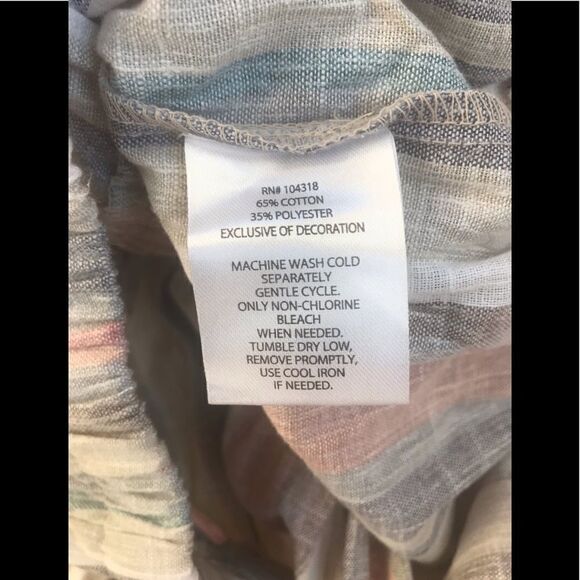 RN# 104318
65% COTTON
35% POLYESTER
EXCLUSIVE OF DECORATION
MACHINE WASH COLD
SEPARATELY
GENTLE CYCLE.
ONLY NON-CHLORINE
BLEACH
WHEN NEEDED.
TUMBLE DRY LOW,
REMOVE PROMPTLY,
USE COOL IRON
IF NEEDED.